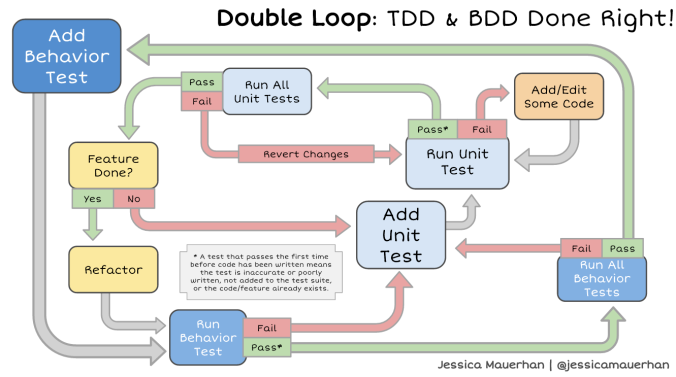 Double Loop: TDD & BDD Done Right!
Add
Behavior
Test
Pass
Fail
Run All
Unit Tests
Add/Edit
Some Code
Pass*
Fail
Run Unit
Test
Revert Changes
Feature
Done?
Yes
No
Add
Unit
Test
Refactor
* A test that passes the first time
before code has been written means
the test is inaccurate or poorly
written, not added to the test suite,
or the code/feature already exists.
Fail
Pass
Run All
Behavior
Tests
Run
Behavior
Test
Fail
Pass*
Jessica Mauerhan | @jessicamauerhan